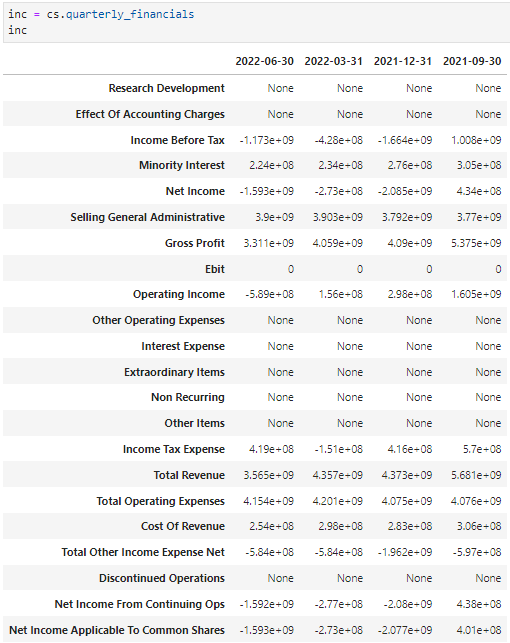 inc = cs.quarterly_financials
inc
2022-06-30 2022-03-31 2021-12-31 2021-09-30
Research Development None None None None
Effect Of Accounting Charges None None None None
Income Before Tax -1.173e+09 -4.28e+08 -1.664e+09 1.008e+09
Minority Interest 2.24e+08 2.34e+08 2.76e+08 3.05e+08
Net Income -1.593e+09 -2.73e+08 -2.085e+09 4.34e+08
Selling General Administrative 3.9e+09 3.903e+09 3.792e+09 3.77e+09
Gross Profit 3.311e+09 4.059e+09 4.09e+09 5.375e+09
Ebit 0 0 0 0
Operating Income -5.89e+08 1.56e+08 2.98e+08 1.605e+09
Other Operating Expenses None None None None
Interest Expense None None None None
Extraordinary Items None None None None
Non Recurring None None None None
Other Items None None None None
Income Tax Expense 4.19e+08 -1.51e+08 4.16e+08 5.7e+08
Total Revenue 3.565e+09 4.357e+09 4.373e+09 5.681e+09
Total Operating Expenses 4.154e+09 4.201e+09 4.075e+09 4.076e+09
Cost Of Revenue 2.54e+08 2.98e+08 2.83e+08 3.06e+08
Total Other Income Expense Net -5.84e+08 -5.84e+08 -1.962e+09 -5.97e+08
Discontinued Operations None None None None
Net Income From Continuing Ops -1.592e+09 -2.77e+08 -2.08e+09 4.38e+08
Net Income Applicable To Common Shares -1.593e+09 -2.73e+08 -2.077e+09 4.01e+08